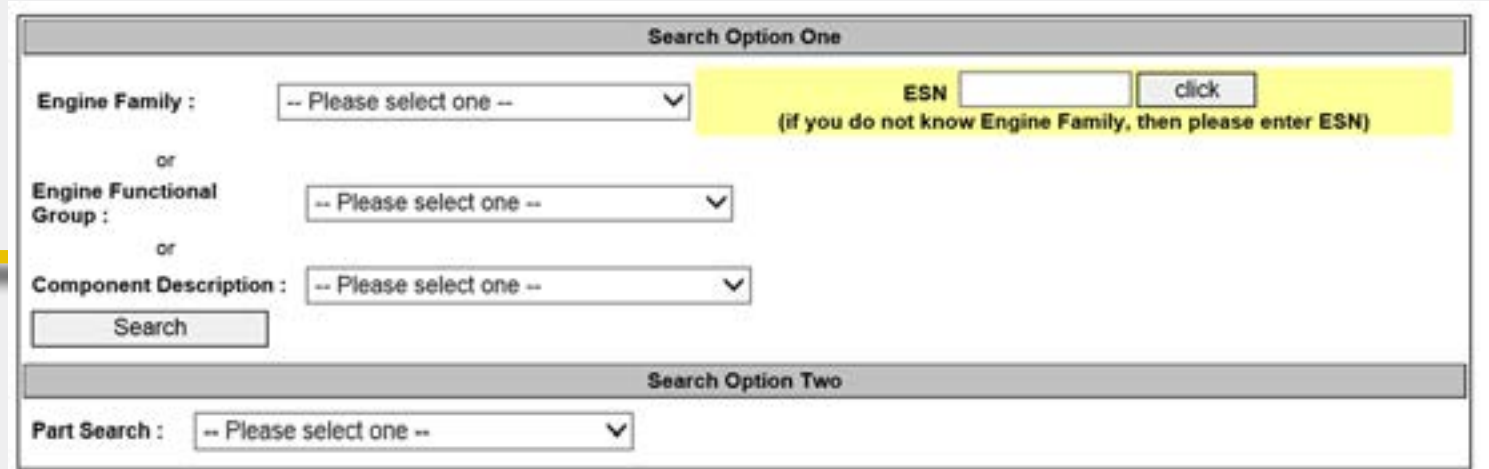 Search Option One
Engine Family : -- Please select one -- ESN click
(if you do not know Engine Family, then please enter ESN)
or
Engine Functional
Group : -- Please select one --
or
Component Description : -- Please select one --
Search
Search Option Two
Part Search : -- Please select one --